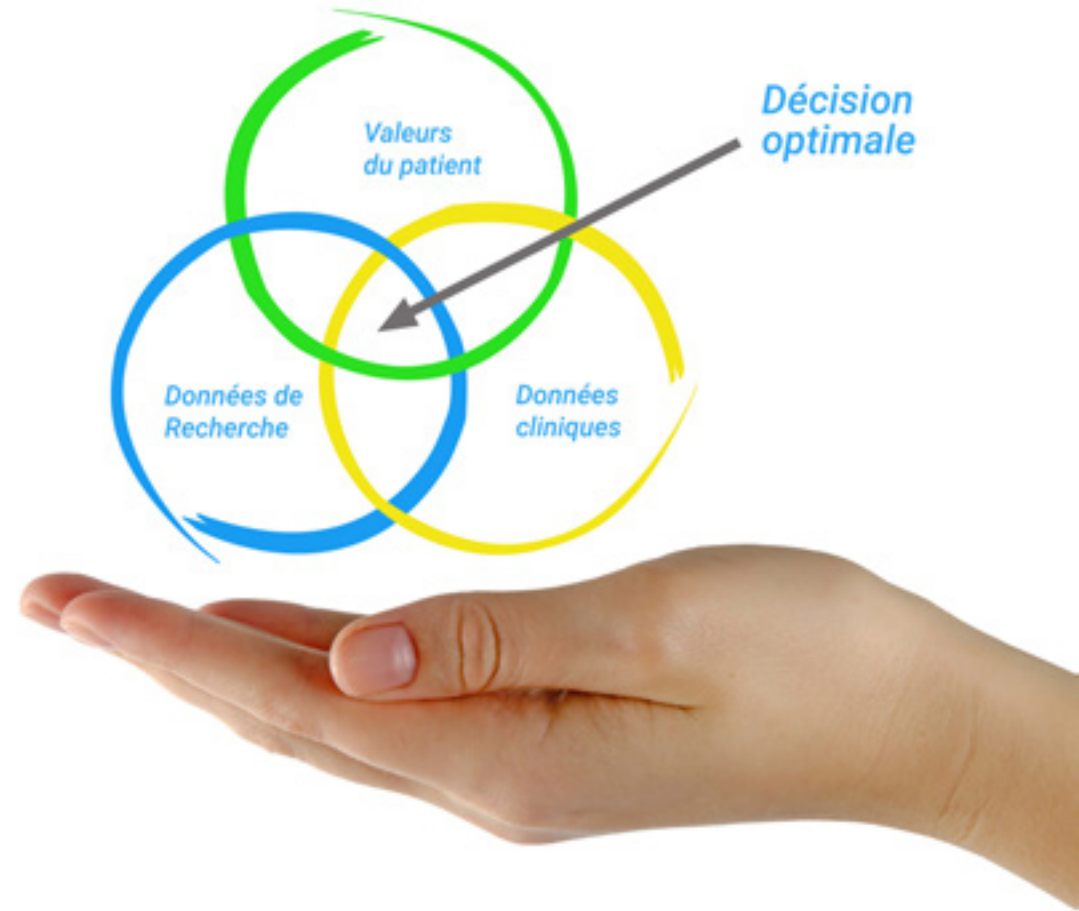 Valeurs
du patient
Décision
optimale
Données de
Recherche
Données
cliniques